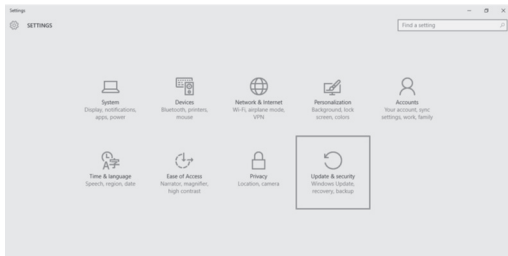 Settings
SETTINGS
Find a setting
System
Display, notifications,
apps, power
Devices
Bluetooth, printers,
mouse
Network & Internet
Wi-Fi, airplane mode,
VPN
Personalization
Background, lock
screen, colors
Accounts
Your account, sync
settings, work, family
Time & language
Speech, region, date
Ease of Access
Narrator, magnifier,
high contrast
Privacy
Location, camera
Update & security
Windows Update,
recovery, backup